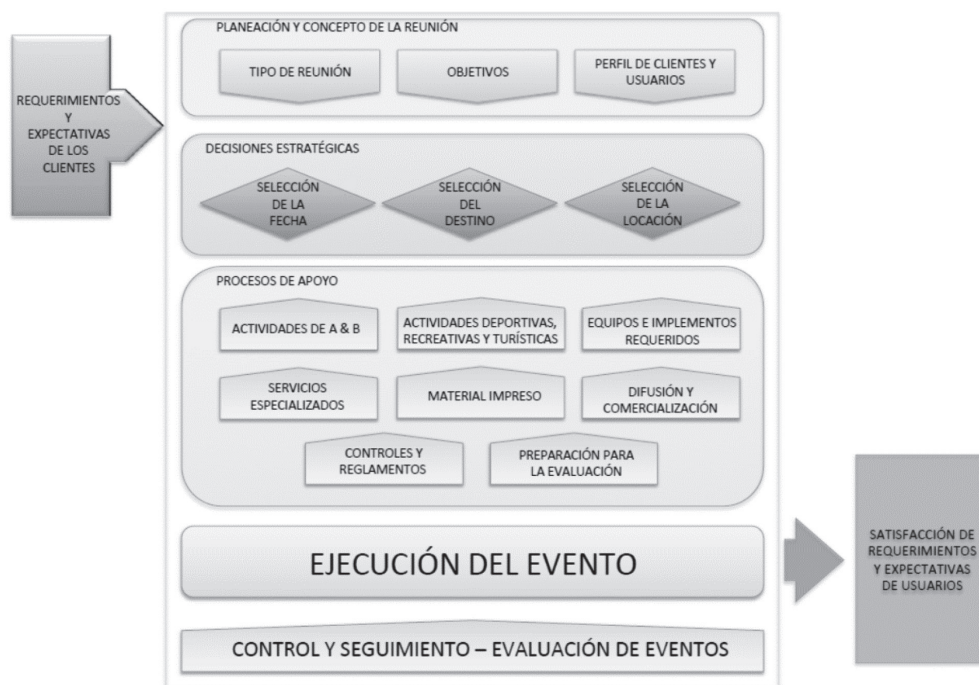 REQUERIMIENTOS
Y
EXPECTATIVAS
DE LOS
CLIENTES
PLANEACIÓN Y CONCEPTO DE LA REUNIÓN
TIPO DE REUNIÓN
OBJETIVOS
PERFIL DE CLIENTES Y
USUARIOS
DECISIONES ESTRATÉGICAS
SELECCIÓN
DE LA
FECHA
SELECCIÓN
DEL
DESTINO
SELECCIÓN
DE LA
LOCACIÓN
PROCESOS DE APOYO
ACTIVIDADES DE A & B
ACTIVIDADES DEPORTIVAS,
RECREATIVAS Y TURÍSTICAS
EQUIPOS E IMPLEMENTOS
REQUERIDOS
SERVICIOS
ESPECIALIZADOS
MATERIAL IMPRESO
DIFUSIÓN Y
COMERCIALIZACIÓN
CONTROLES Y
REGLAMENTOS
PREPARACIÓN PARA
LA EVALUACIÓN
EJECUCIÓN DEL EVENTO
CONTROL Y SEGUIMIENTO – EVALUACIÓN DE EVENTOS
SATISFACCIÓN DE
REQUERIMIENTOS
Y EXPECTATIVAS
DE USUARIOS